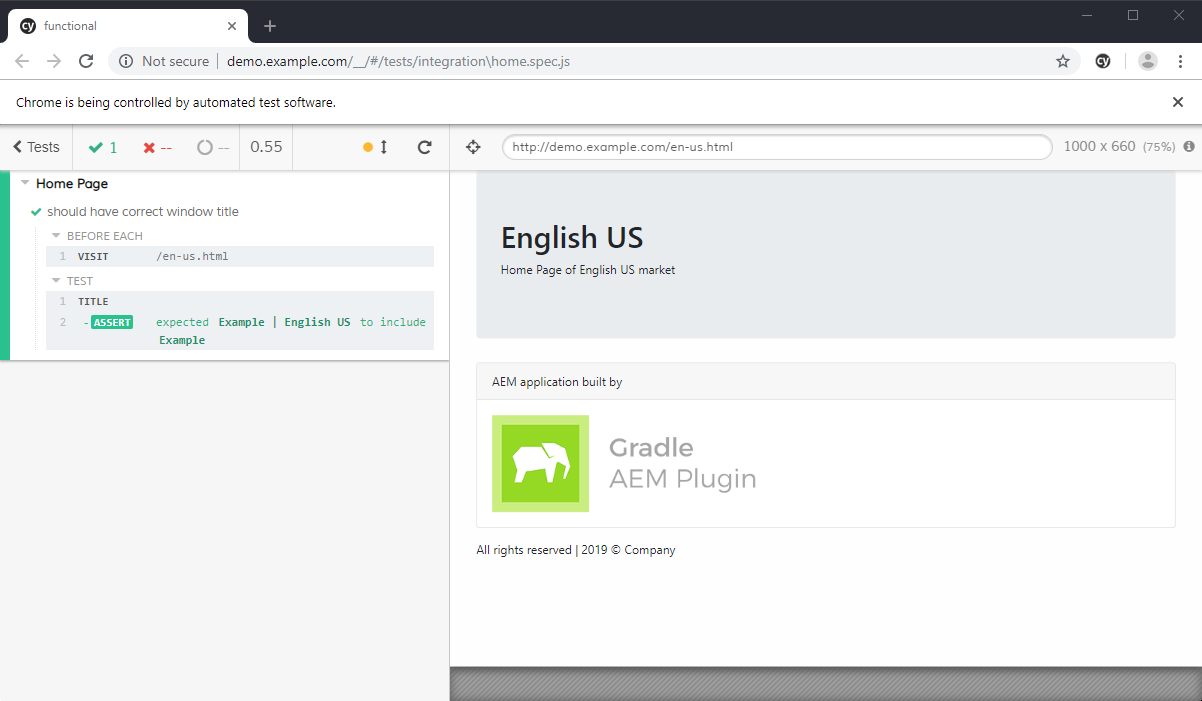 cy functional
Not secure demo.example.com/__/#/tests/integration\home.spec.js cy
Chrome is being controlled by automated test software.
Tests 1 -- -- 0.55
http://demo.example.com/en-us.html 1000 x 660 (75%)
Home Page
should have correct window title
BEFORE EACH
1 VISIT /en-us.html
TEST
1 TITLE
2 -ASSERT expected Example | English US to include
Example
English US
Home Page of English US market
AEM application built by
Gradle
AEM Plugin
All rights reserved | 2019 © Company